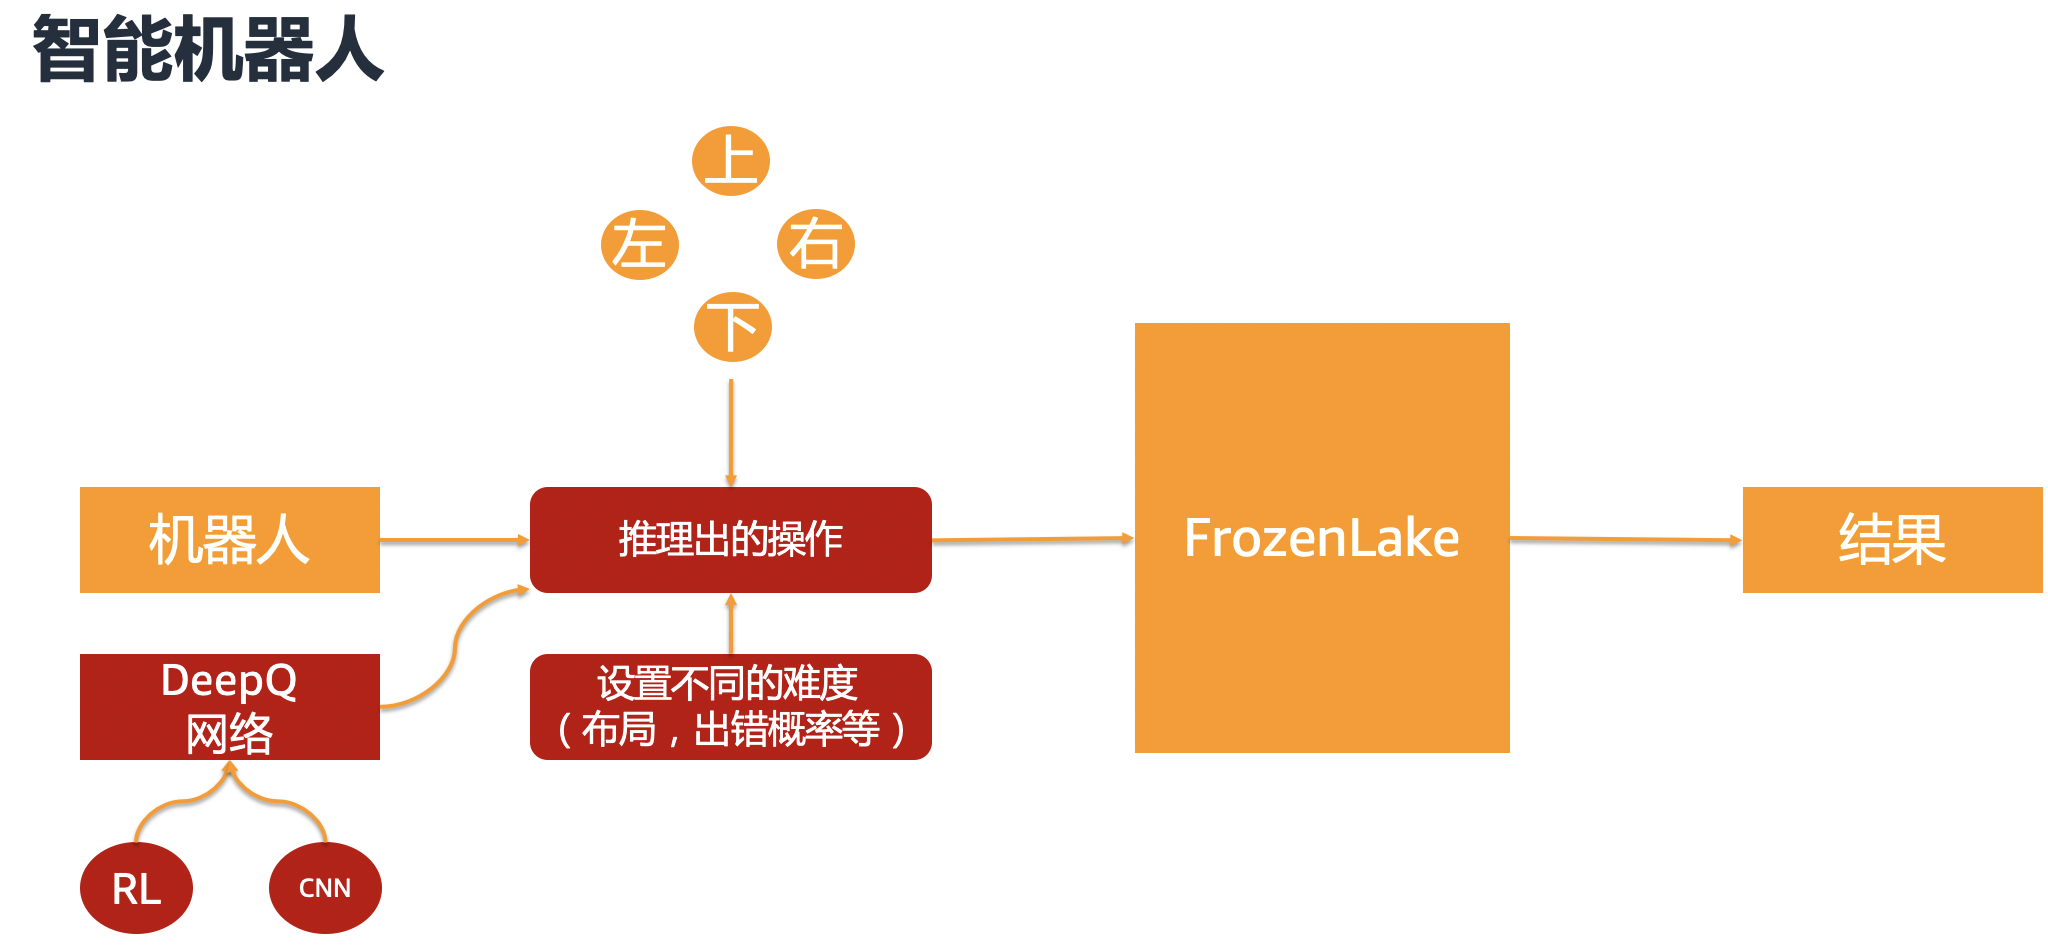 智能机器人
上
左
右
下
机器人
推理出的操作
FrozenLake
结果
DeepQ
网络
设置不同的难度
（布局，出错概率等）
RL
CNN